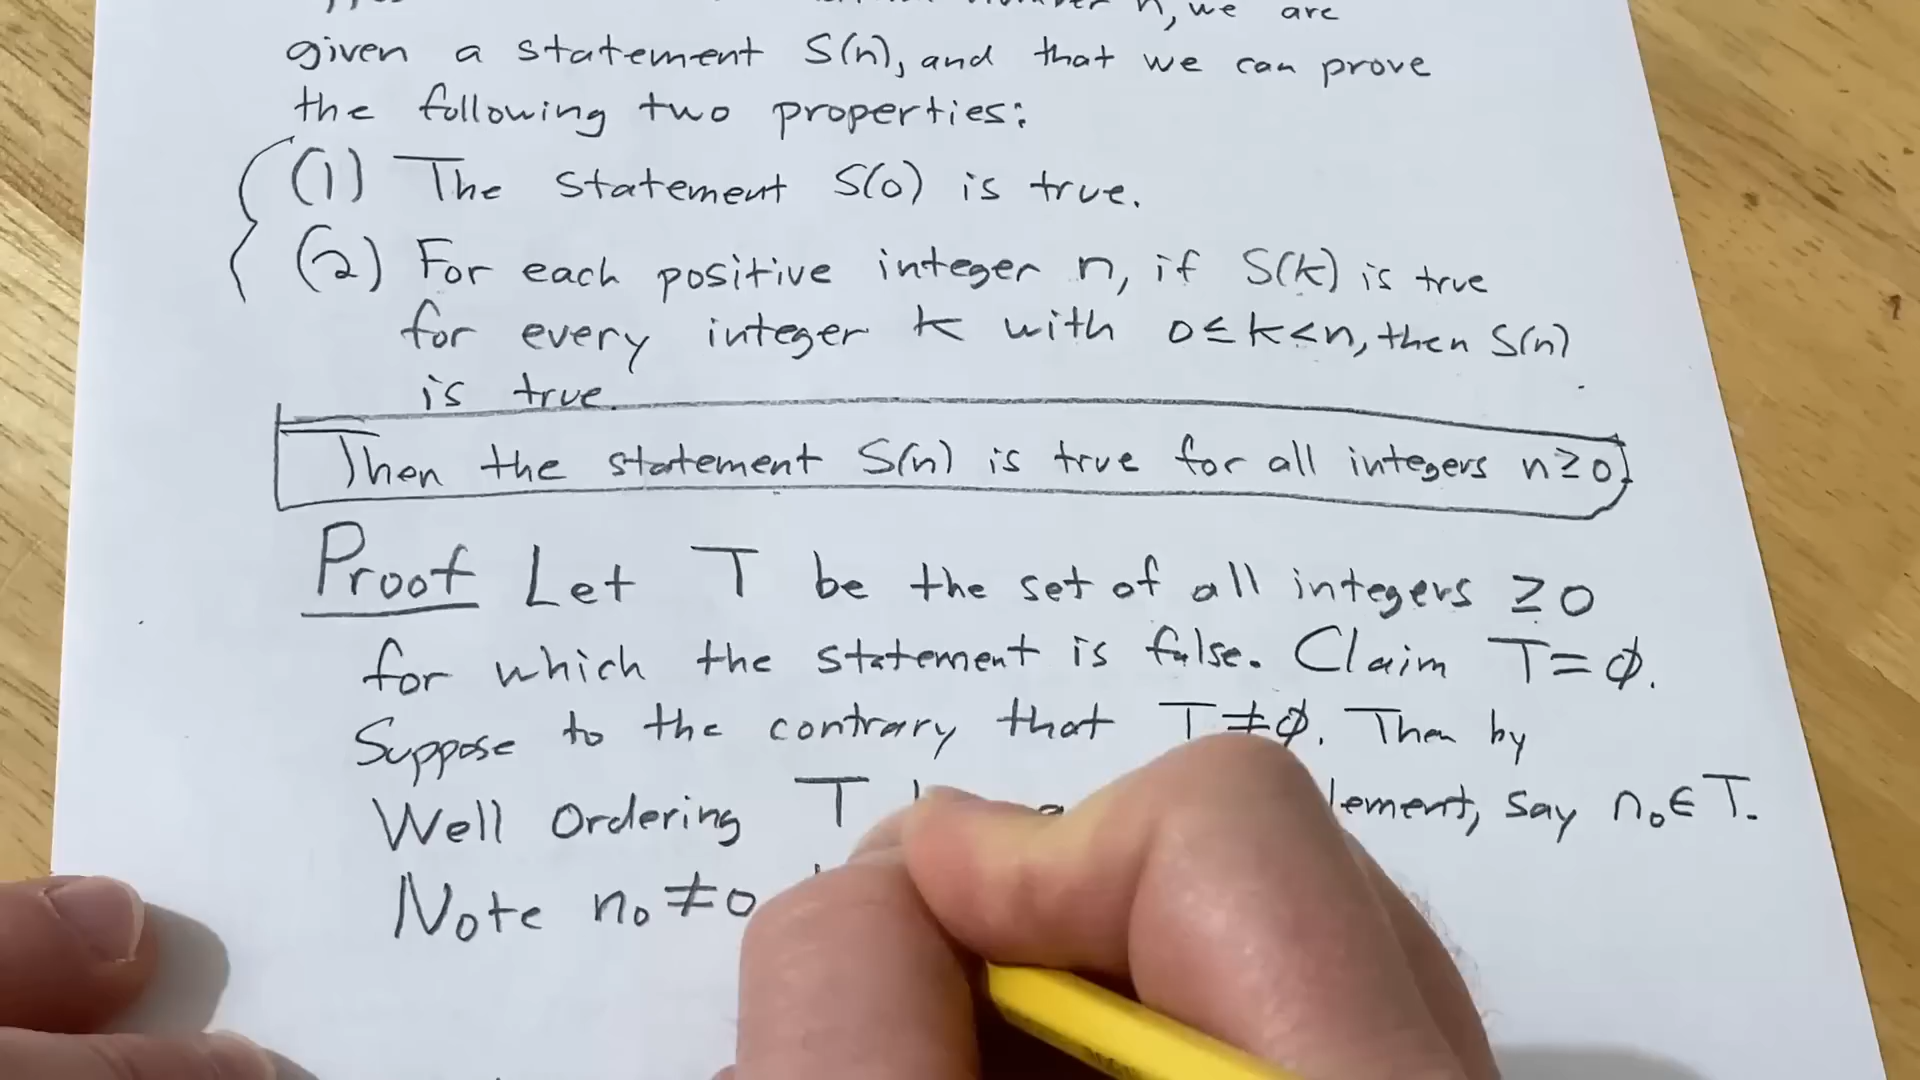 n, we are
given a statement S(n), and that we can prove
the following two properties:
(1) The statement S(0) is true.
(2) For each positive integer n, if S(k) is true
for every integer k with 0≤k<n, then S(n)
is true.
Then the statement S(n) is true for all integers n≥0.
Proof Let T be the set of all integers ≥0
for which the statement is false. Claim T=∅.
Suppose to the contrary that T≠∅. Then by
Well Ordering T lement, say n₀∈T.
Note n₀≠0